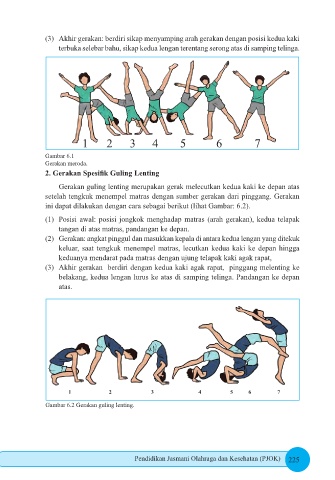 (3) Akhir gerakan: berdiri sikap menyamping arah gerakan dengan posisi kedua kaki
terbuka selebar bahu, sikap kedua lengan terentang serong atas di samping telinga.
1 2 3 4 5 6 7
Gambar 6.1
Gerakan meroda.
2. Gerakan Spesifik Guling Lenting
Gerakan guling lenting merupakan gerak melecutkan kedua kaki ke depan atas
setelah tengkuk menempel matras dengan sumber gerakan dari pinggang. Gerakan
ini dapat dilakukan dengan cara sebagai berikut (lihat Gambar: 6.2).
(1) Posisi awal: posisi jongkok menghadap matras (arah gerakan), kedua telapak
tangan di atas matras, pandangan ke depan.
(2) Gerakan: angkat pinggul dan masukkan kepala di antara kedua lengan yang ditekuk
keluar, saat tengkuk menempel matras, lecutkan kedua kaki ke depan hingga
keduanya mendarat pada matras dengan ujung telapak kaki agak rapat,
(3) Akhir gerakan berdiri dengan kedua kaki agak rapat, pinggang melenting ke
belakang, kedua lengan lurus ke atas di samping telinga. Pandangan ke depan
atas.
1 2 3 4 5 6 7
Gambar 6.2 Gerakan guling lenting.
Pendidikan Jasmani Olahraga dan Kesehatan (PJOK) 225